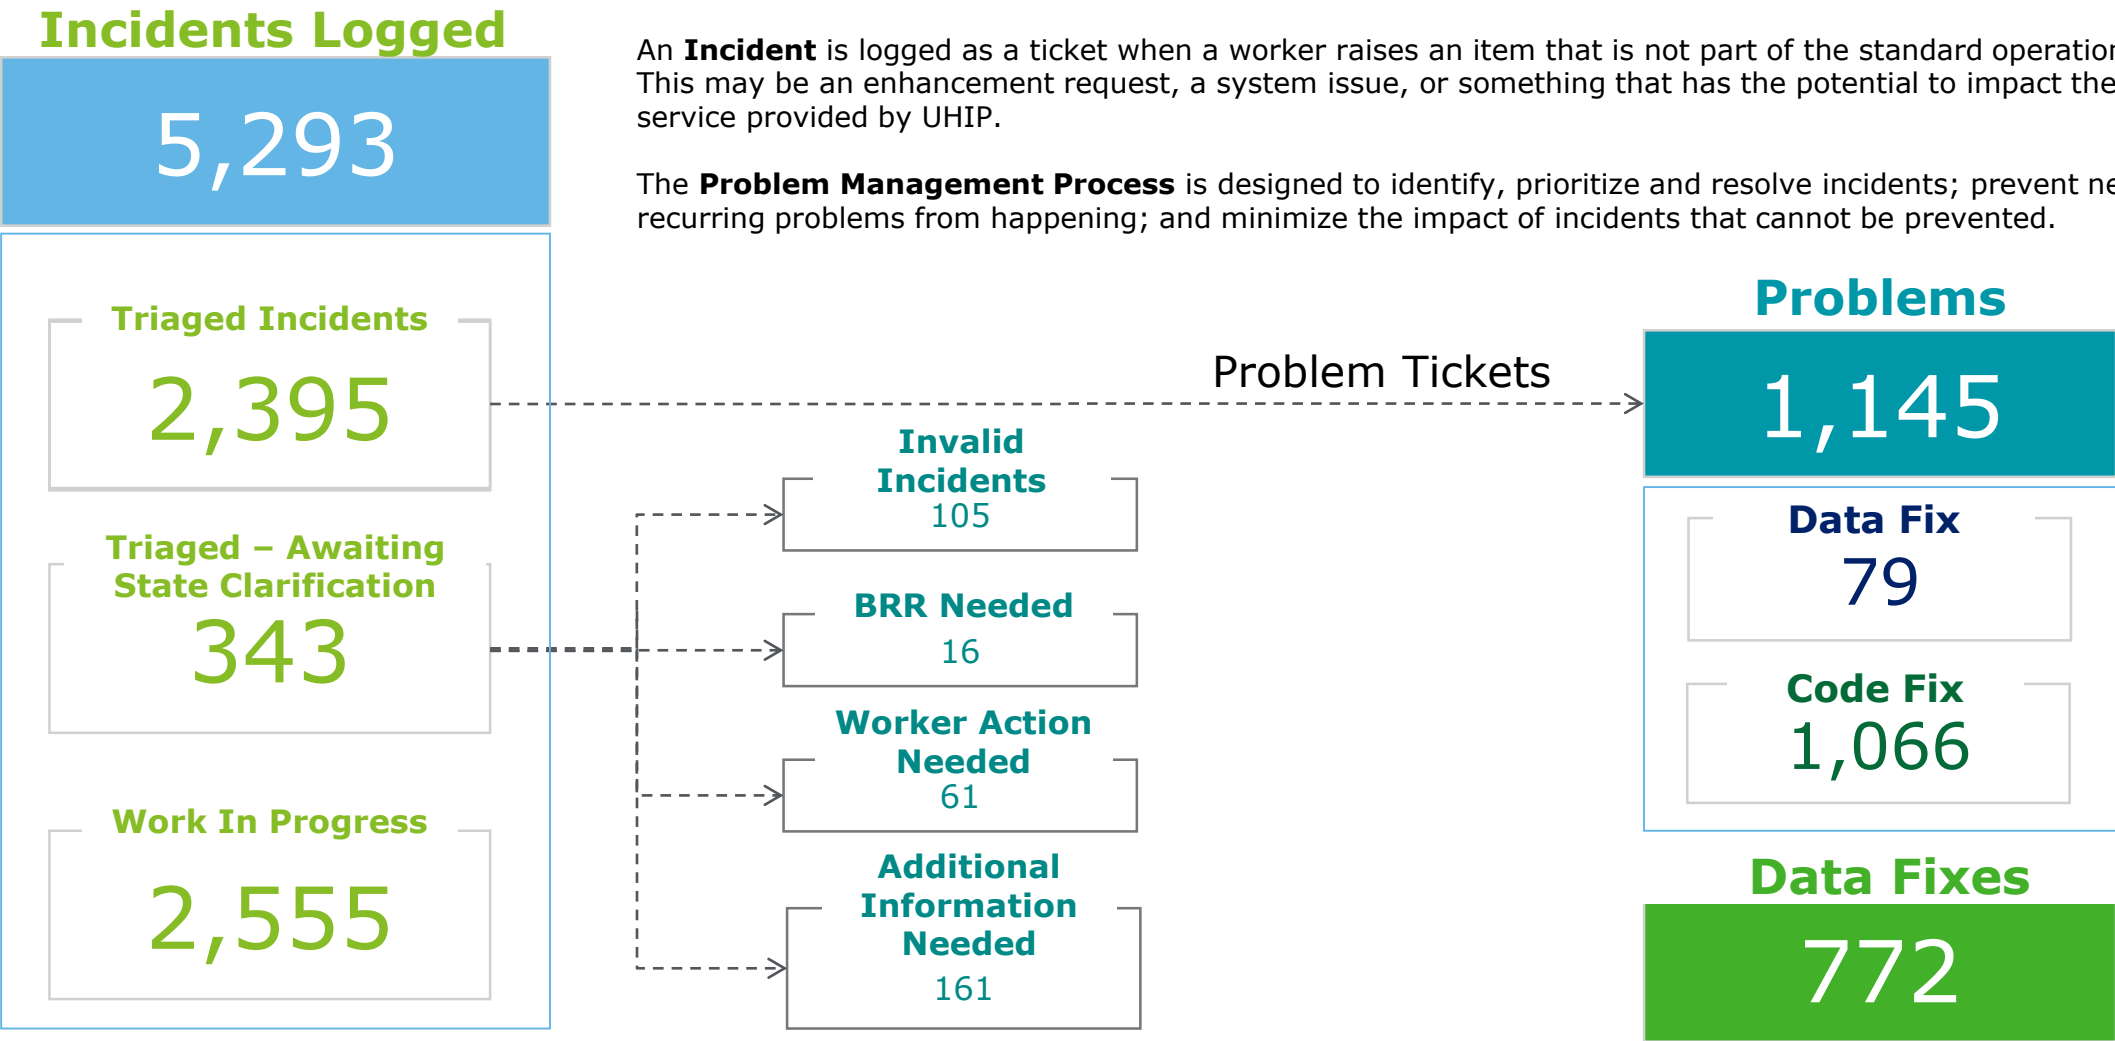 Incidents Logged
5,293
An Incident is logged as a ticket when a worker raises an item that is not part of the standard operation
This may be an enhancement request, a system issue, or something that has the potential to impact the
service provided by UHIP.
The Problem Management Process is designed to identify, prioritize and resolve incidents; prevent ne
recurring problems from happening; and minimize the impact of incidents that cannot be prevented.
Triaged Incidents
2,395
Triaged – Awaiting
State Clarification
343
Work In Progress
2,555
Problem Tickets
Invalid
Incidents
105
BRR Needed
16
Worker Action
Needed
61
Additional
Information
Needed
161
Problems
1,145
Data Fix
79
Code Fix
1,066
Data Fixes
772